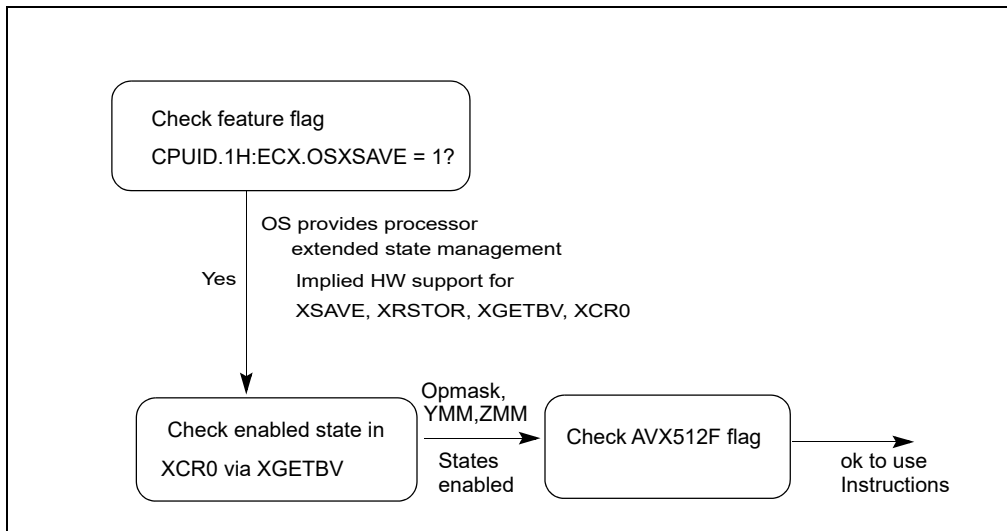 Check feature flag
CPUID.1H:ECX.OSXSAVE = 1?
OS provides processor
extended state management
Yes
Implied HW support for
XSAVE, XRSTOR, XGETBV, XCR0
Check enabled state in
XCR0 via XGETBV
Opmask,
YMM,ZMM
States
enabled
Check AVX512F flag
ok to use
Instructions